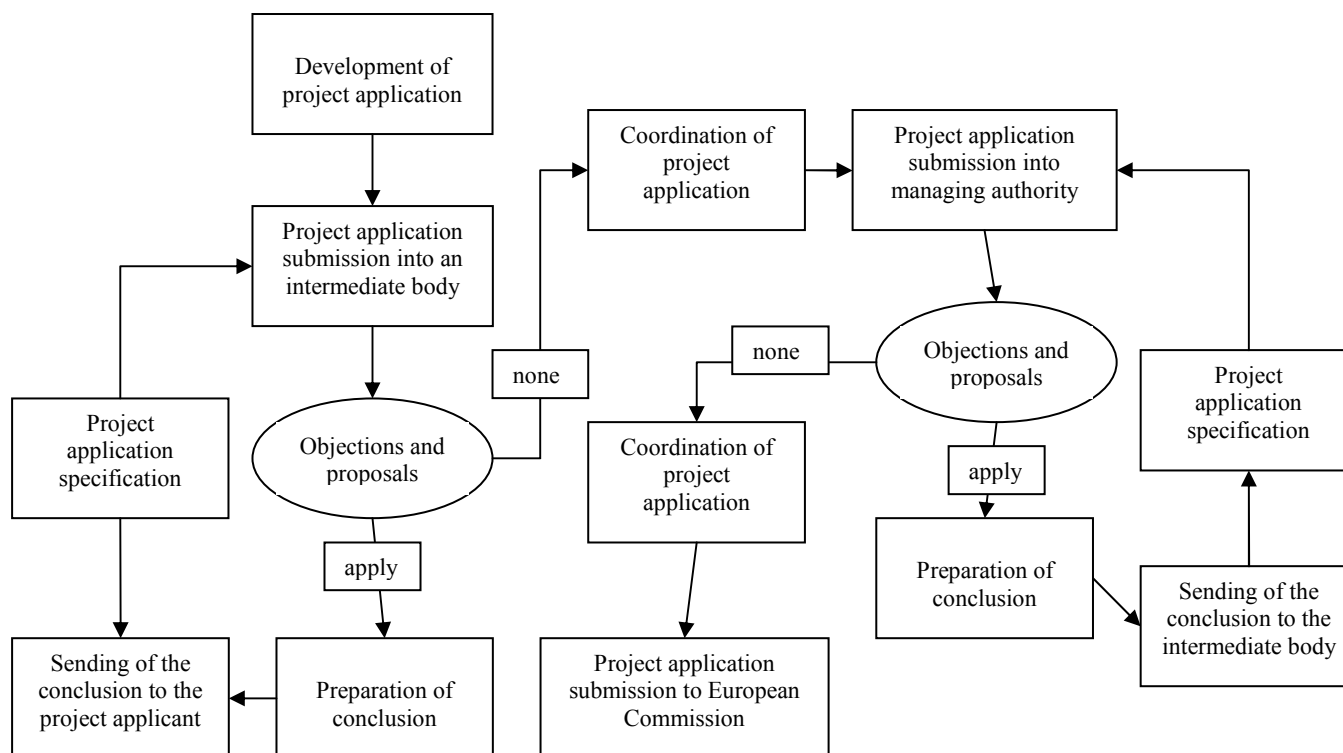 Development of
project application
Project application
submission into an
intermediate body
Objections and
proposals
apply
Preparation of
conclusion
Sending of the
conclusion to the
project applicant
Project
application
specification
none
Coordination of
project
application
Project application
submission into
managing authority
Objections and
proposals
none
Coordination of
project
application
Project application
submission to European
Commission
apply
Preparation of
conclusion
Sending of the
conclusion to the
intermediate body
Project
application
specification